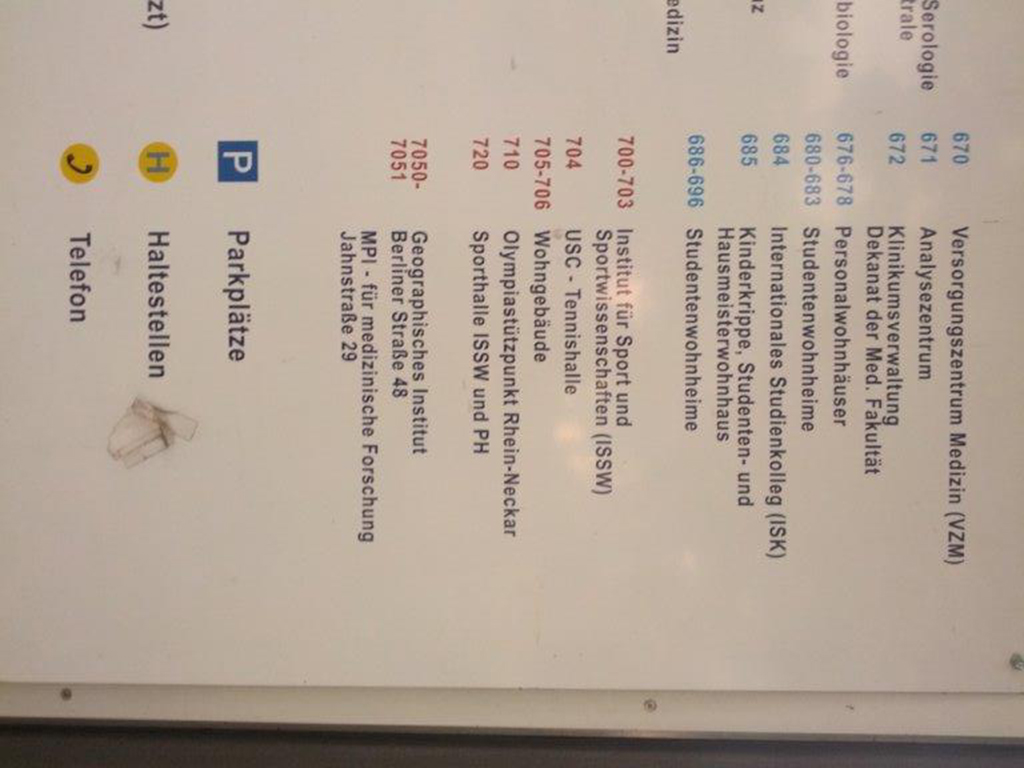 Serologie
trale
biologie
nz
edizin
zt)
670 Versorgungszentrum Medizin (VZM)
671 Analysezentrum
672 Klinikumsverwaltung
Dekanat der Med. Fakultät
676-678 Personalwohnhäuser
680-683 Studentenwohnheime
684 Internationales Studienkolleg (ISK)
685 Kinderkrippe, Studenten- und
Hausmeisterwohnhaus
686-696 Studentenwohnheime
700-703 Institut für Sport und
Sportwissenschaften (ISSW)
704 USC - Tennishalle
705-706 Wohngebäude
710 Olympiastützpunkt Rhein-Neckar
720 Sporthalle ISSW und PH
7050- Geographisches Institut
7051 Berliner Straße 48
MPI - für medizinische Forschung
Jahnstraße 29
P Parkplätze
H Haltestellen
Telefon